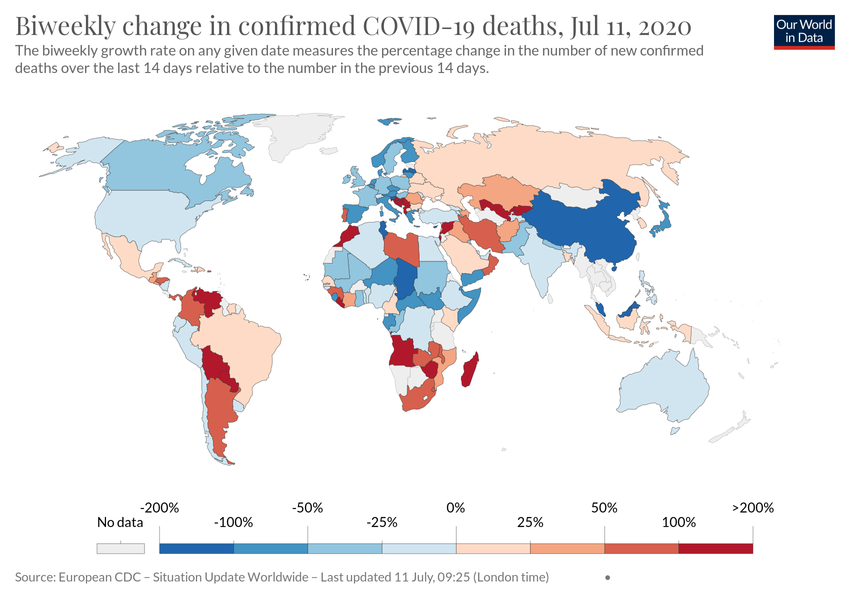 Biweekly change in confirmed COVID-19 deaths, Jul 11, 2020
Our World
in Data
The biweekly growth rate on any given date measures the percentage change in the number of new confirmed
deaths over the last 14 days relative to the number in the previous 14 days.
-200% -50% 0% 50% >200%
No data -100% -25% 25% 100%
Source: European CDC – Situation Update Worldwide – Last updated 11 July, 09:25 (London time)